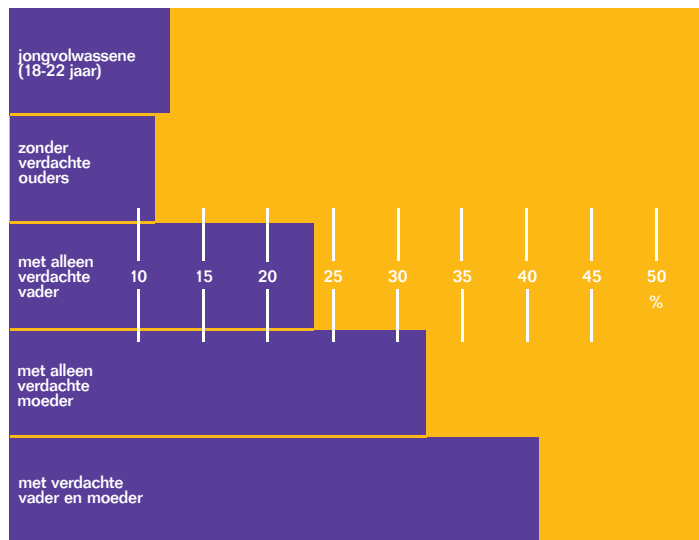 jongvolwassene
(18-22 jaar)
zonder
verdachte
ouders
met alleen
verdachte
vader
10 15 20 25 30 35 40 45 50
%
met alleen
verdachte
moeder
met verdachte
vader en moeder